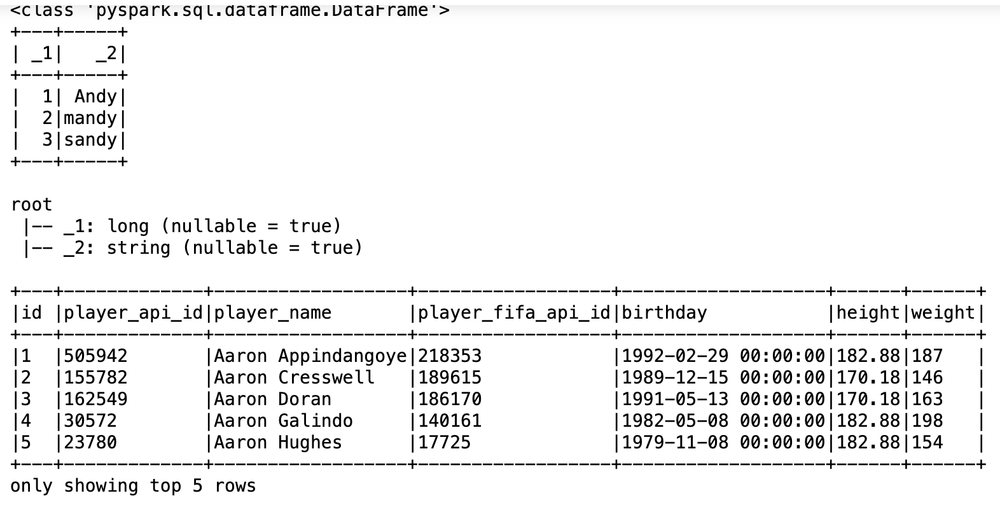 <class 'pyspark.sql.dataframe.DataFrame'>
+---+-----+
| _1|   _2|
+---+-----+
|  1| Andy|
|  2|mandy|
|  3|sandy|
+---+-----+
root
 |-- _1: long (nullable = true)
 |-- _2: string (nullable = true)
+---+-------------+------------------+------------------+-------------------+------+------+
|id |player_api_id|player_name       |player_fifa_api_id|birthday           |height|weight|
+---+-------------+------------------+------------------+-------------------+------+------+
|1  |505942       |Aaron Appindangoye|218353            |1992-02-29 00:00:00|182.88|187   |
|2  |155782       |Aaron Cresswell   |189615            |1989-12-15 00:00:00|170.18|146   |
|3  |162549       |Aaron Doran       |186170            |1991-05-13 00:00:00|170.18|163   |
|4  |30572        |Aaron Galindo     |140161            |1982-05-08 00:00:00|182.88|198   |
|5  |23780        |Aaron Hughes      |17725             |1979-11-08 00:00:00|182.88|154   |
+---+-------------+------------------+------------------+-------------------+------+------+
only showing top 5 rows